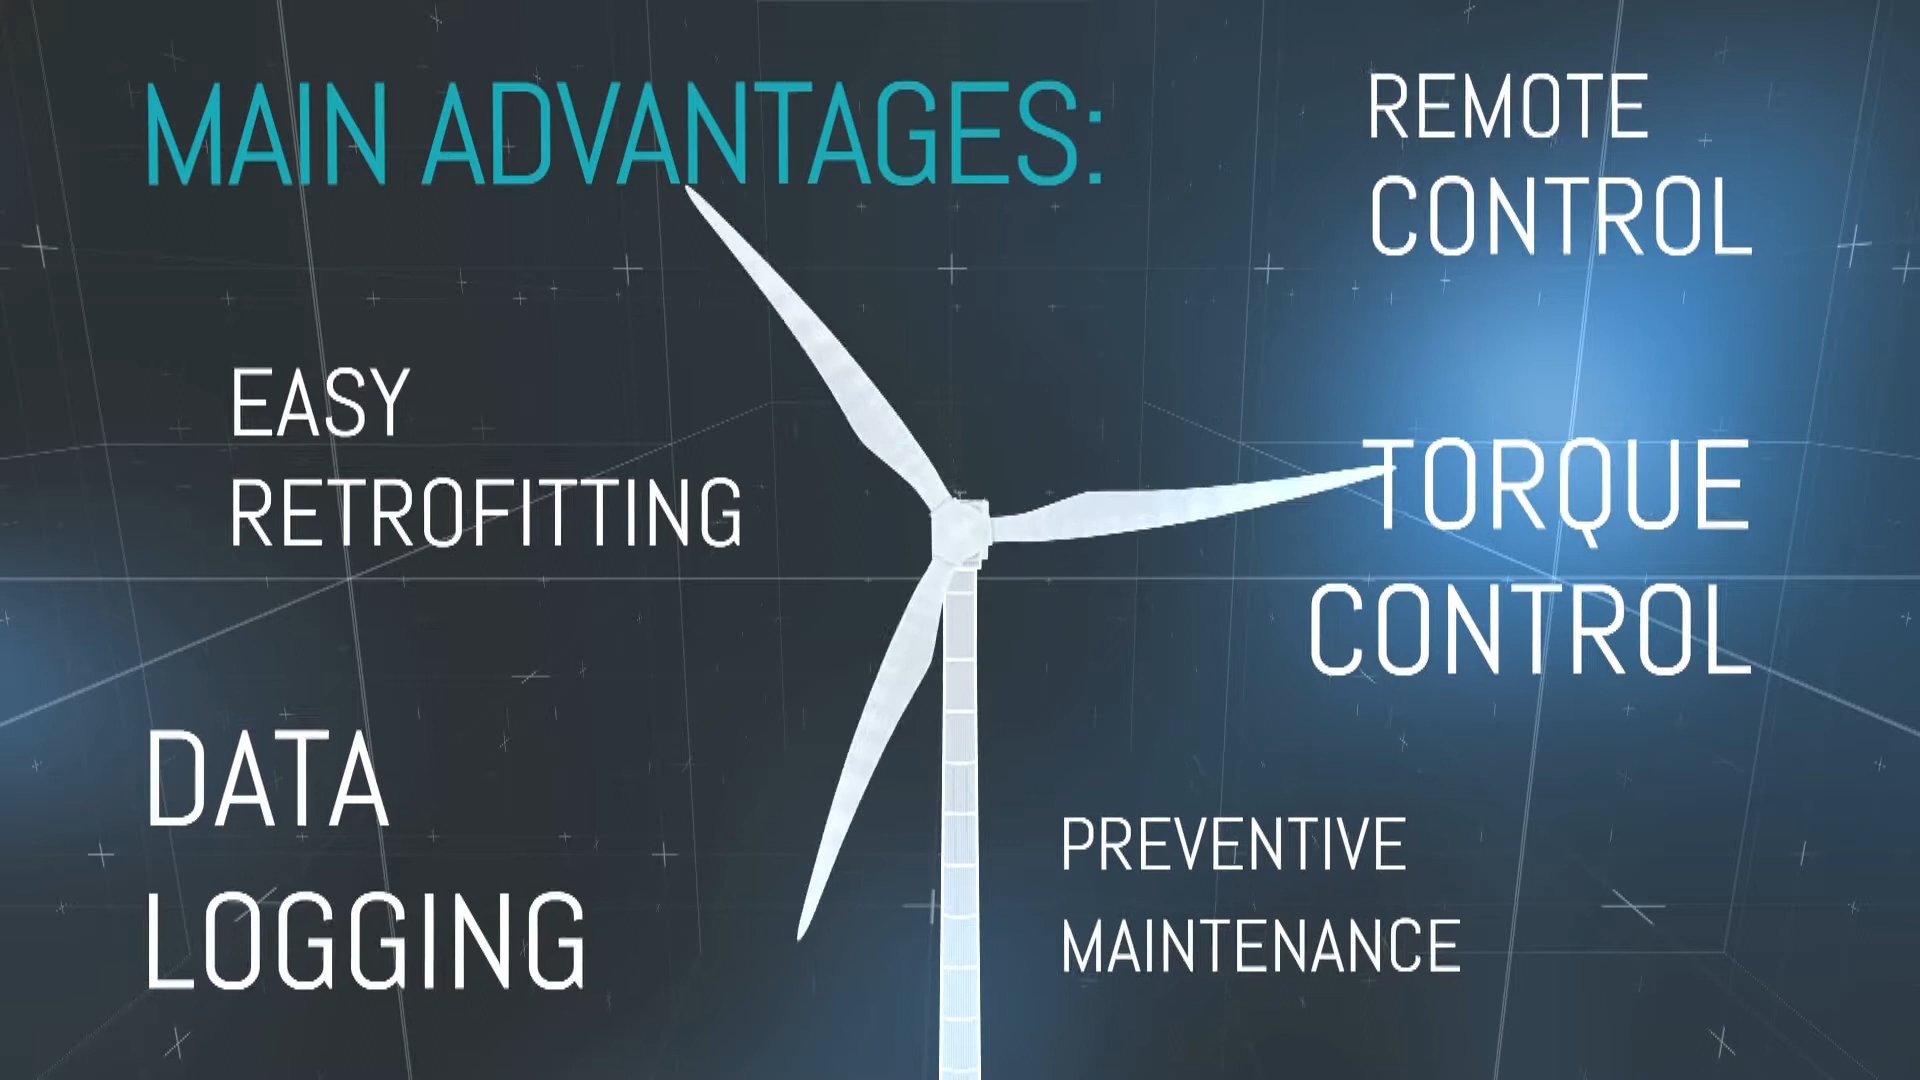 MAIN ADVANTAGES:
REMOTE
CONTROL
EASY
RETROFITTING
TORQUE
CONTROL
DATA
LOGGING
PREVENTIVE
MAINTENANCE